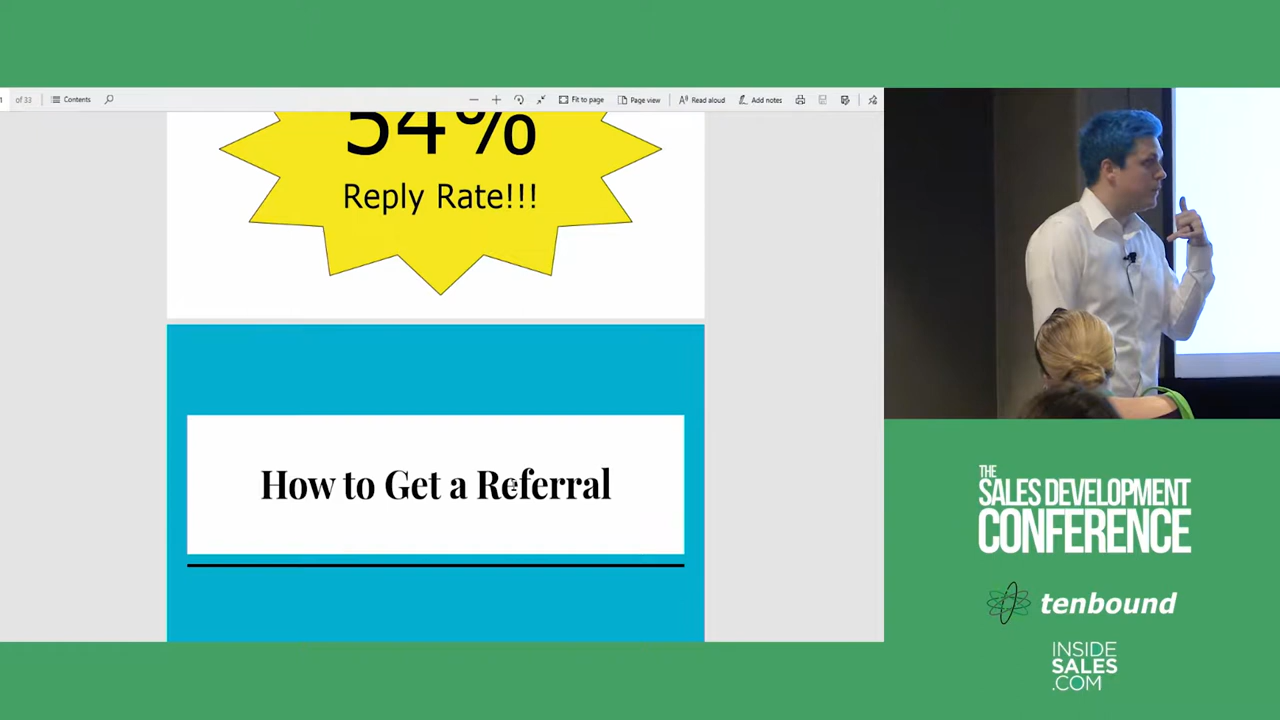 of 33
Contents
Fit to page
Page view
Read aloud
Add notes
54%
Reply Rate!!!
How to Get a Referral
THE
SALES DEVELOPMENT
CONFERENCE
tenbound
INSIDE
SALES
.COM